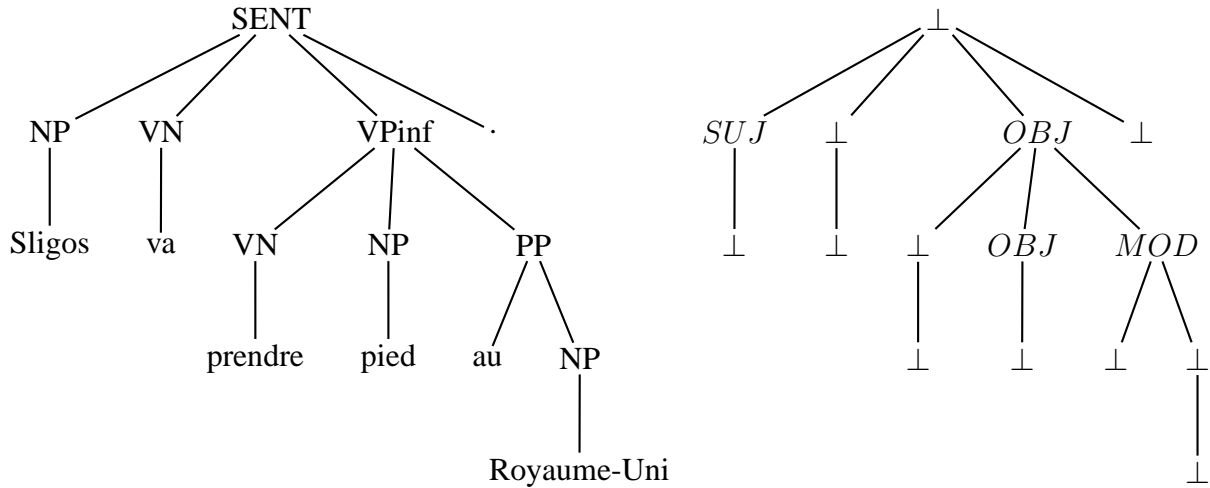 SENT ⊥
NP VN VPinf . SUJ ⊥ OBJ ⊥
Sligos va VN NP PP ⊥ ⊥ ⊥ OBJ MOD
prendre pied au NP ⊥ ⊥ ⊥ ⊥
Royaume-Uni ⊥